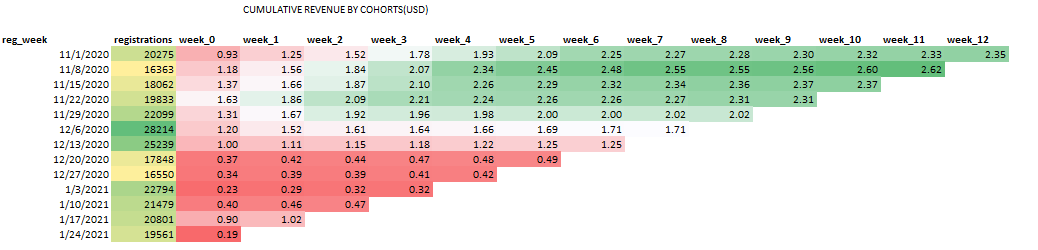 CUMULATIVE REVENUE BY COHORTS(USD)
reg_week registrations week_0 week_1 week_2 week_3 week_4 week_5 week_6 week_7 week_8 week_9 week_10 week_11 week_12
11/1/2020 20275 0.93 1.25 1.52 1.78 1.93 2.09 2.25 2.27 2.28 2.30 2.32 2.33 2.35
11/8/2020 16363 1.18 1.56 1.84 2.07 2.34 2.45 2.48 2.55 2.55 2.56 2.60 2.62
11/15/2020 18062 1.37 1.66 1.87 2.10 2.26 2.29 2.32 2.34 2.36 2.37 2.37
11/22/2020 19833 1.63 1.86 2.09 2.21 2.24 2.26 2.26 2.27 2.31 2.31
11/29/2020 22099 1.31 1.67 1.92 1.96 1.98 2.00 2.00 2.02 2.02
12/6/2020 28214 1.20 1.52 1.61 1.64 1.66 1.69 1.71 1.71
12/13/2020 25239 1.00 1.11 1.15 1.18 1.22 1.25 1.25
12/20/2020 17848 0.37 0.42 0.44 0.47 0.48 0.49
12/27/2020 16550 0.34 0.39 0.39 0.41 0.42
1/3/2021 22794 0.23 0.29 0.32 0.32
1/10/2021 21479 0.40 0.46 0.47
1/17/2021 20801 0.90 1.02
1/24/2021 19561 0.19